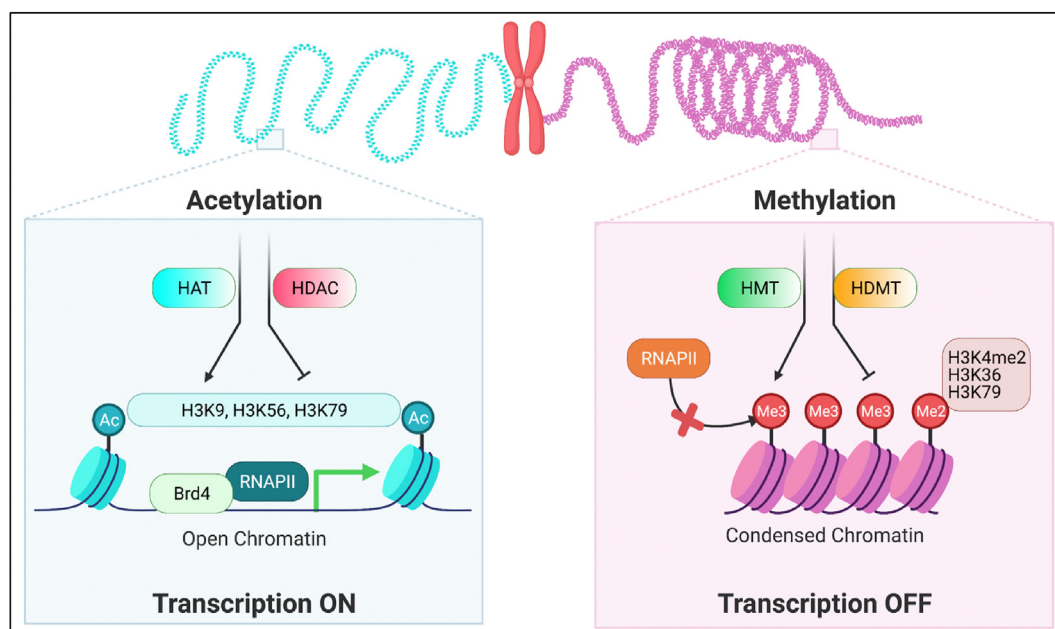 Acetylation
HAT
HDAC
H3K9, H3K56, H3K79
Ac
Ac
Brd4
RNAPII
Open Chromatin
Transcription ON
Methylation
HMT
HDMT
RNAPII
H3K4me2
H3K36
H3K79
Me3
Me3
Me3
Me2
Condensed Chromatin
Transcription OFF